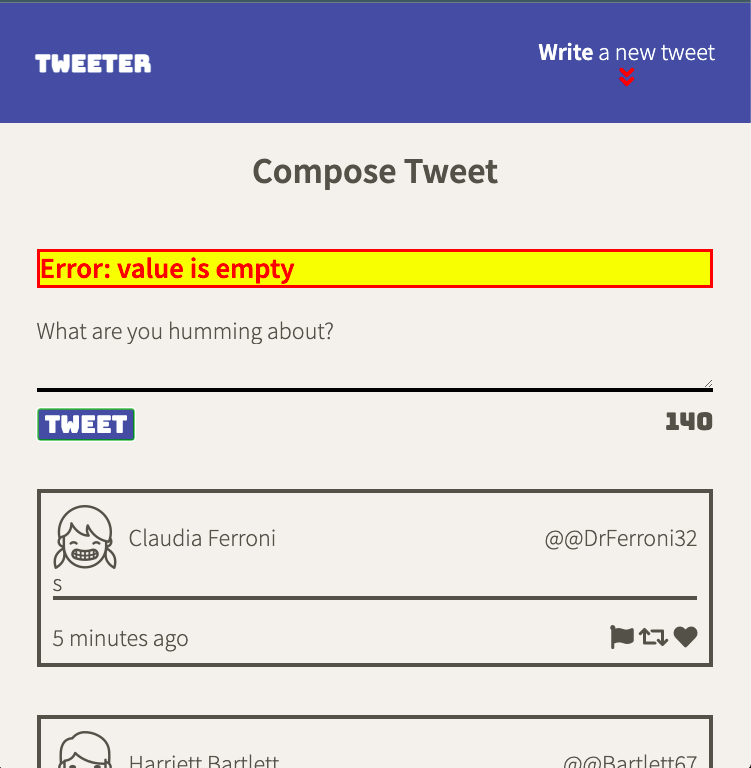 TWEETER
Write a new tweet
Compose Tweet
Error: value is empty
What are you humming about?
TWEET
140
Claudia Ferroni
@@DrFerroni32
s
5 minutes ago
Harriett Bartlett
@@Bartlett67